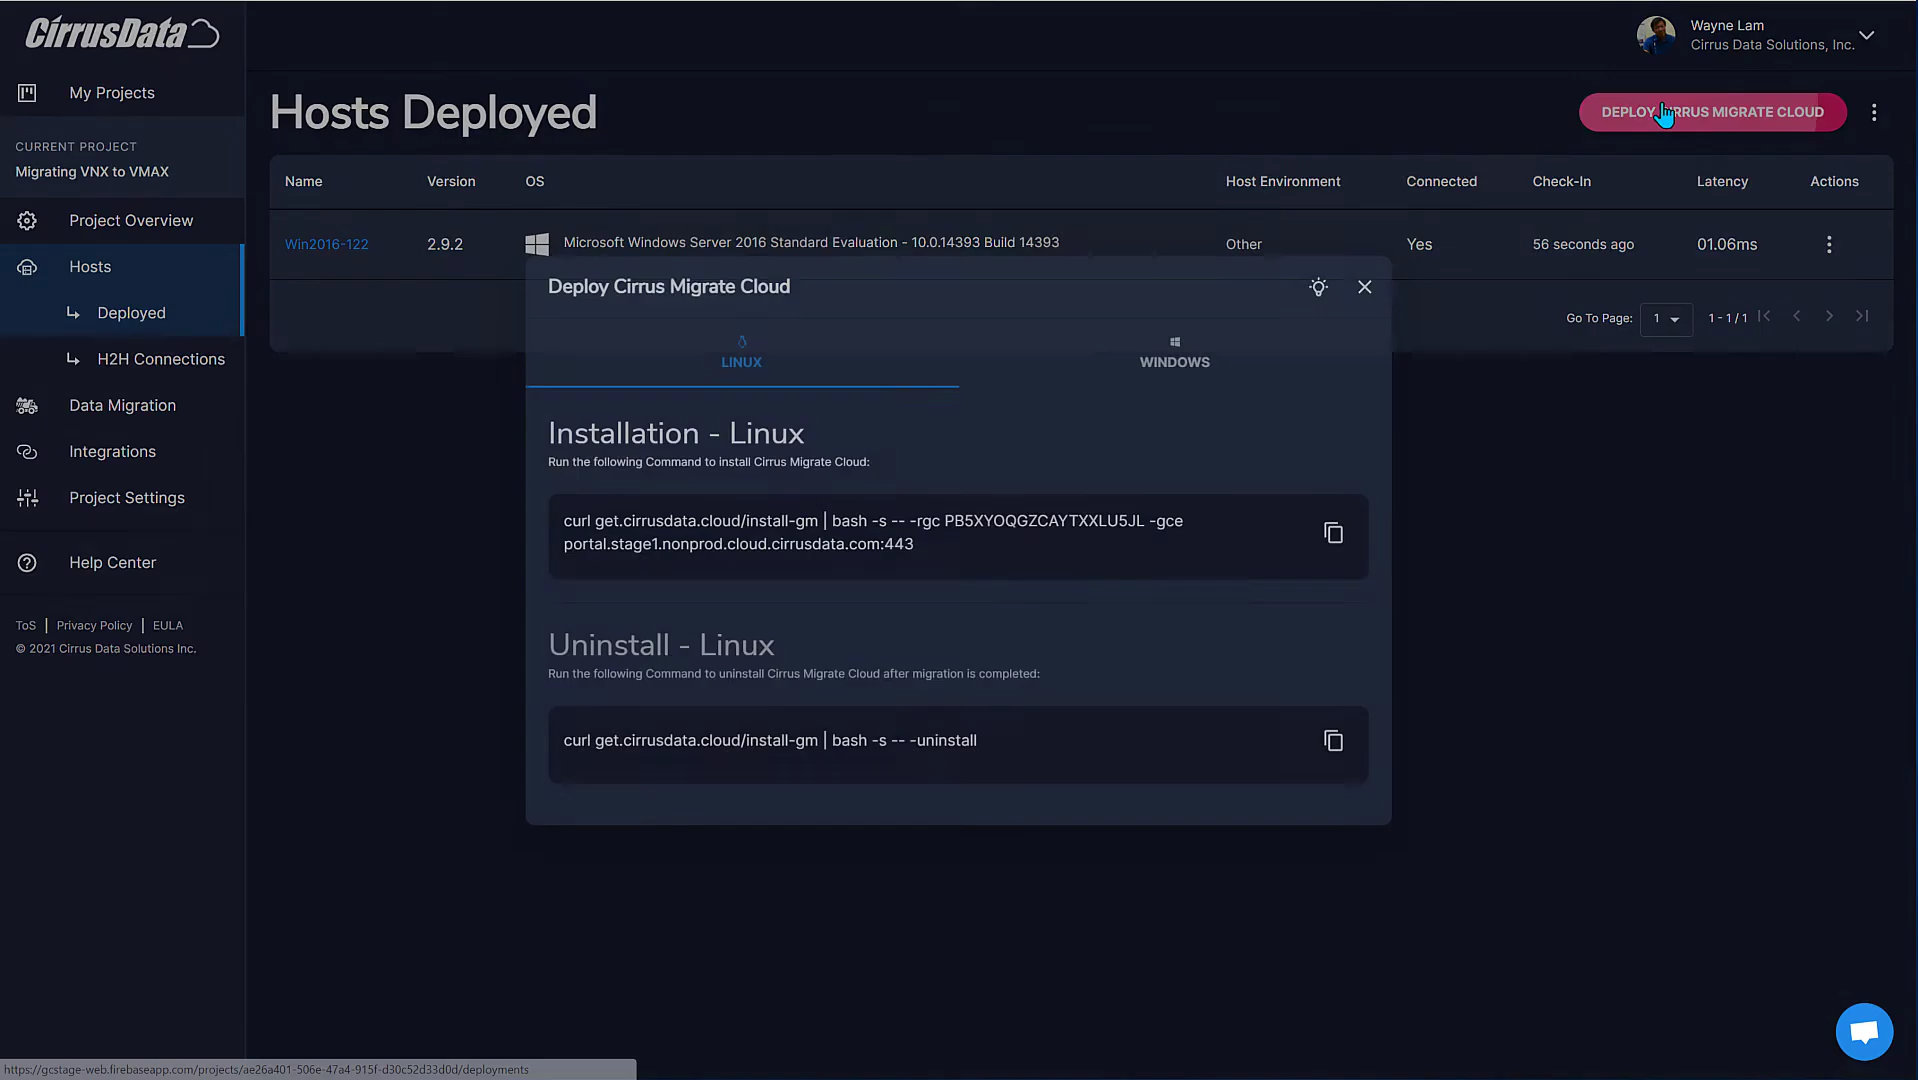 CirrusData
Wayne Lam
Cirrus Data Solutions, Inc.
My Projects
CURRENT PROJECT
Migrating VNX to VMAX
Project Overview
Hosts
Deployed
H2H Connections
Data Migration
Integrations
Project Settings
Help Center
ToS | Privacy Policy | EULA
© 2021 Cirrus Data Solutions Inc.
Hosts Deployed
DEPLOY CIRRUS MIGRATE CLOUD
Name Version OS Host Environment Connected Check-In Latency Actions
Win2016-122 2.9.2 Microsoft Windows Server 2016 Standard Evaluation - 10.0.14393 Build 14393 Other Yes 56 seconds ago 01.06ms
Go To Page: 1 1 - 1 / 1
Deploy Cirrus Migrate Cloud
LINUX
WINDOWS
Installation - Linux
Run the following Command to install Cirrus Migrate Cloud:
curl get.cirrusdata.cloud/install-gm | bash -s -- -rgc PB5XYOQGZCAYTXXLU5JL -gce
portal.stage1.nonprod.cloud.cirrusdata.com:443
Uninstall - Linux
Run the following Command to uninstall Cirrus Migrate Cloud after migration is completed:
curl get.cirrusdata.cloud/install-gm | bash -s -- -uninstall
https://gcstage-web.firebaseapp.com/projects/ae26a401-506e-47a4-915f-d30c52d33d0d/deployments